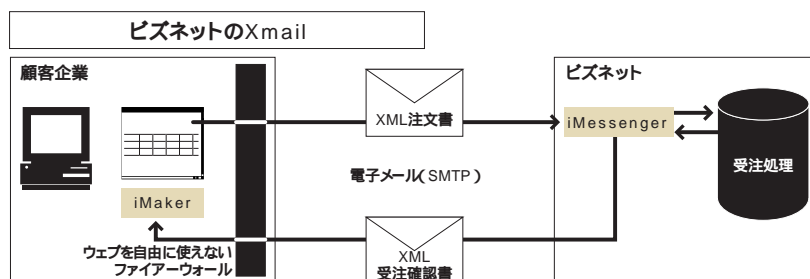 ビズネットのXmail
顧客企業
iMaker
ウェブを自由に使えない
ファイアーウォール
XML注文書
電子メール(SMTP)
XML
受注確認書
ビズネット
iMessenger
受注処理